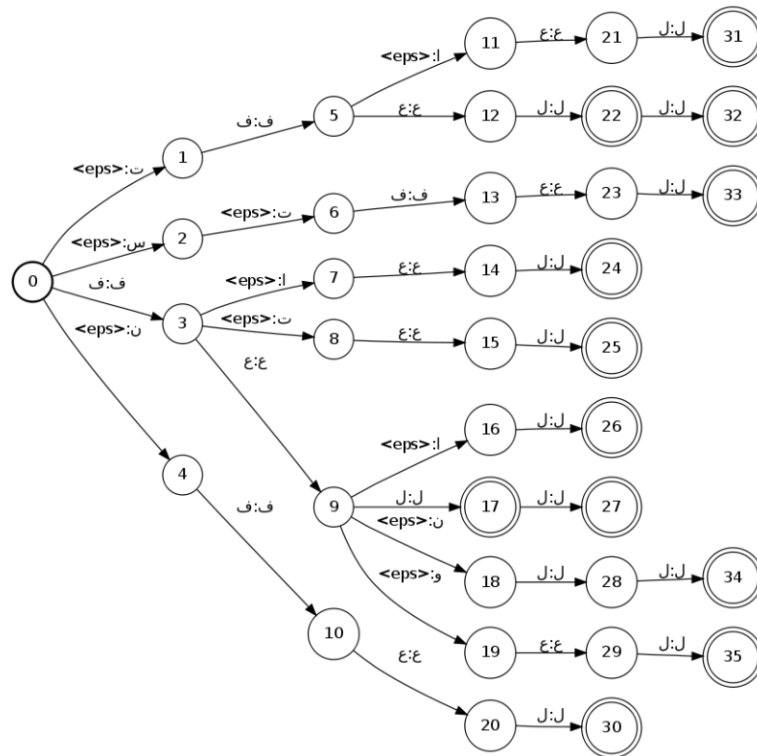 <eps>:ا
11
ع:ع
21
ل:ل
31
ف:ف
5
ع:ع
12
ل:ل
22
ل:ل
32
<eps>:ت
1
<eps>:ت
6
ف:ف
13
ع:ع
23
ل:ل
33
<eps>:س
2
0
ف:ف
<eps>:ا
7
ع:ع
14
ل:ل
24
<eps>:ن
3
<eps>:ت
8
ع:ع
15
ل:ل
25
ع:ع
<eps>:ا
16
ل:ل
26
4
ف:ف
9
ل:ل
17
ل:ل
27
<eps>:ن
<eps>:و
18
ل:ل
28
ل:ل
34
10
ع:ع
19
ع:ع
29
ل:ل
35
20
ل:ل
30